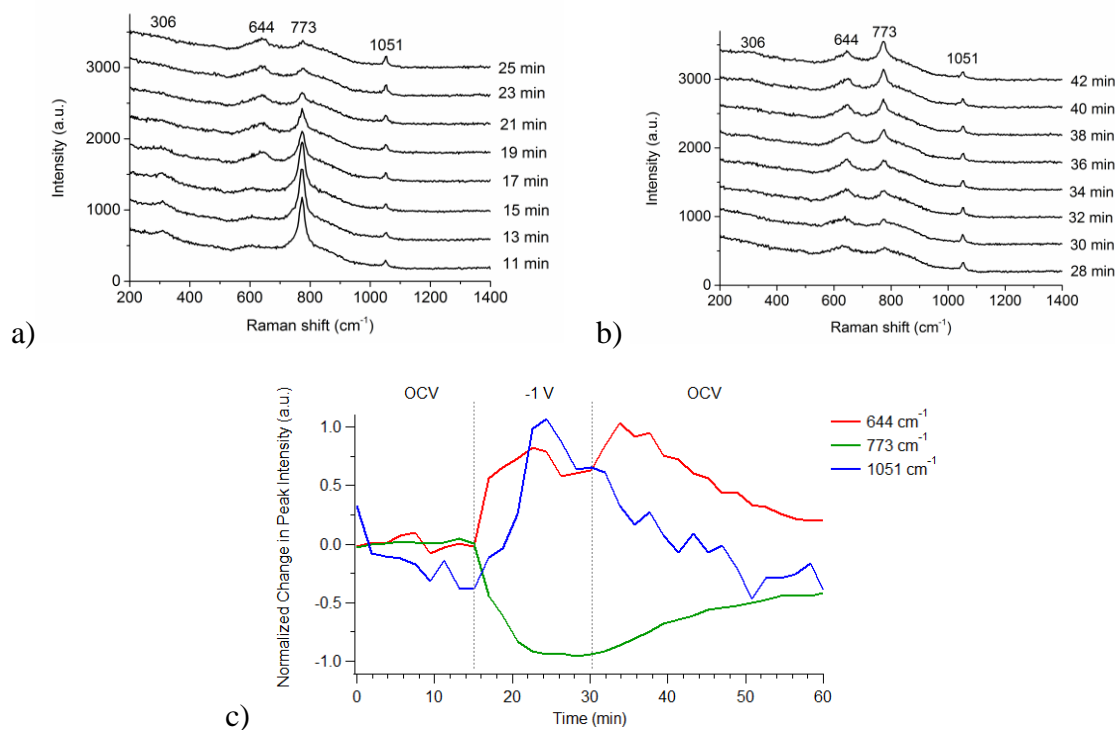 306 644 773 1051
3000
2000
1000
0
Intensity (a.u.)
25 min
23 min
21 min
19 min
17 min
15 min
13 min
11 min
200 400 600 800 1000 1200 1400
Raman shift (cm⁻¹)
a)
306 644 773 1051
3000
2000
1000
0
Intensity (a.u.)
42 min
40 min
38 min
36 min
34 min
32 min
30 min
28 min
200 400 600 800 1000 1200 1400
Raman shift (cm⁻¹)
b)
OCV -1 V OCV
Normalized Change in Peak Intensity (a.u.)
1.0
0.5
0.0
-0.5
-1.0
0 10 20 30 40 50 60
Time (min)
644 cm⁻¹
773 cm⁻¹
1051 cm⁻¹
c)